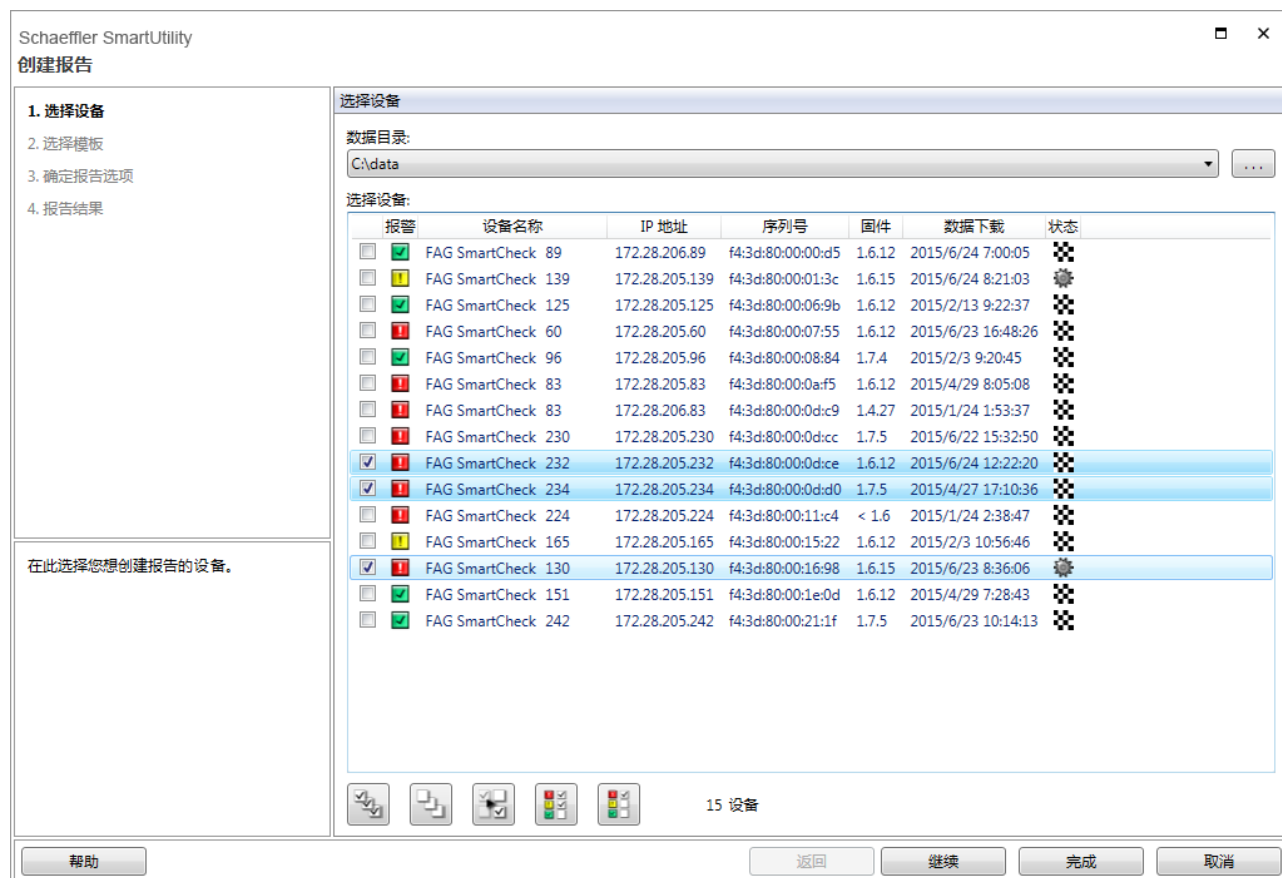 Schaeffler SmartUtility
创建报告
1. 选择设备
2. 选择模板
3. 确定报告选项
4. 报告结果
在此选择您想创建报告的设备。
选择设备
数据目录:
C:\data
...
选择设备:
报警 设备名称 IP 地址 序列号 固件 数据下载 状态
FAG SmartCheck 89 172.28.206.89 f4:3d:80:00:00:d5 1.6.12 2015/6/24 7:00:05
FAG SmartCheck 139 172.28.205.139 f4:3d:80:00:01:3c 1.6.15 2015/6/24 8:21:03
FAG SmartCheck 125 172.28.205.125 f4:3d:80:00:06:9b 1.6.12 2015/2/13 9:22:37
FAG SmartCheck 60 172.28.205.60 f4:3d:80:00:07:55 1.6.12 2015/6/23 16:48:26
FAG SmartCheck 96 172.28.205.96 f4:3d:80:00:08:84 1.7.4 2015/2/3 9:20:45
FAG SmartCheck 83 172.28.205.83 f4:3d:80:00:0a:f5 1.6.12 2015/4/29 8:05:08
FAG SmartCheck 83 172.28.206.83 f4:3d:80:00:0d:c9 1.4.27 2015/1/24 1:53:37
FAG SmartCheck 230 172.28.205.230 f4:3d:80:00:0d:cc 1.7.5 2015/6/22 15:32:50
FAG SmartCheck 232 172.28.205.232 f4:3d:80:00:0d:ce 1.6.12 2015/6/24 12:22:20
FAG SmartCheck 234 172.28.205.234 f4:3d:80:00:0d:d0 1.7.5 2015/4/27 17:10:36
FAG SmartCheck 224 172.28.205.224 f4:3d:80:00:11:c4 < 1.6 2015/1/24 2:38:47
FAG SmartCheck 165 172.28.205.165 f4:3d:80:00:15:22 1.6.12 2015/2/3 10:56:46
FAG SmartCheck 130 172.28.205.130 f4:3d:80:00:16:98 1.6.15 2015/6/23 8:36:06
FAG SmartCheck 151 172.28.205.151 f4:3d:80:00:1e:0d 1.6.12 2015/4/29 7:28:43
FAG SmartCheck 242 172.28.205.242 f4:3d:80:00:21:1f 1.7.5 2015/6/23 10:14:13
15 设备
帮助 返回 继续 完成 取消